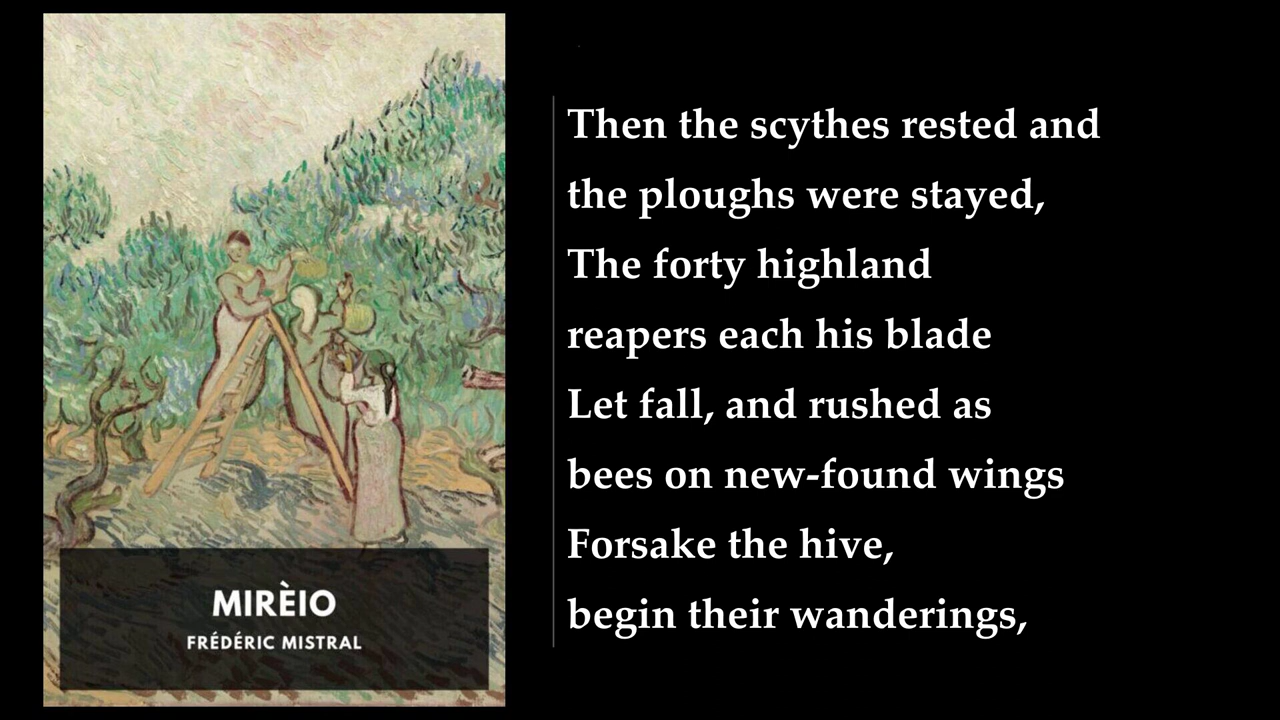 MIRÈIO
FRÉDÉRIC MISTRAL
Then the scythes rested and
the ploughs were stayed,
The forty highland
reapers each his blade
Let fall, and rushed as
bees on new-found wings
Forsake the hive,
begin their wanderings,